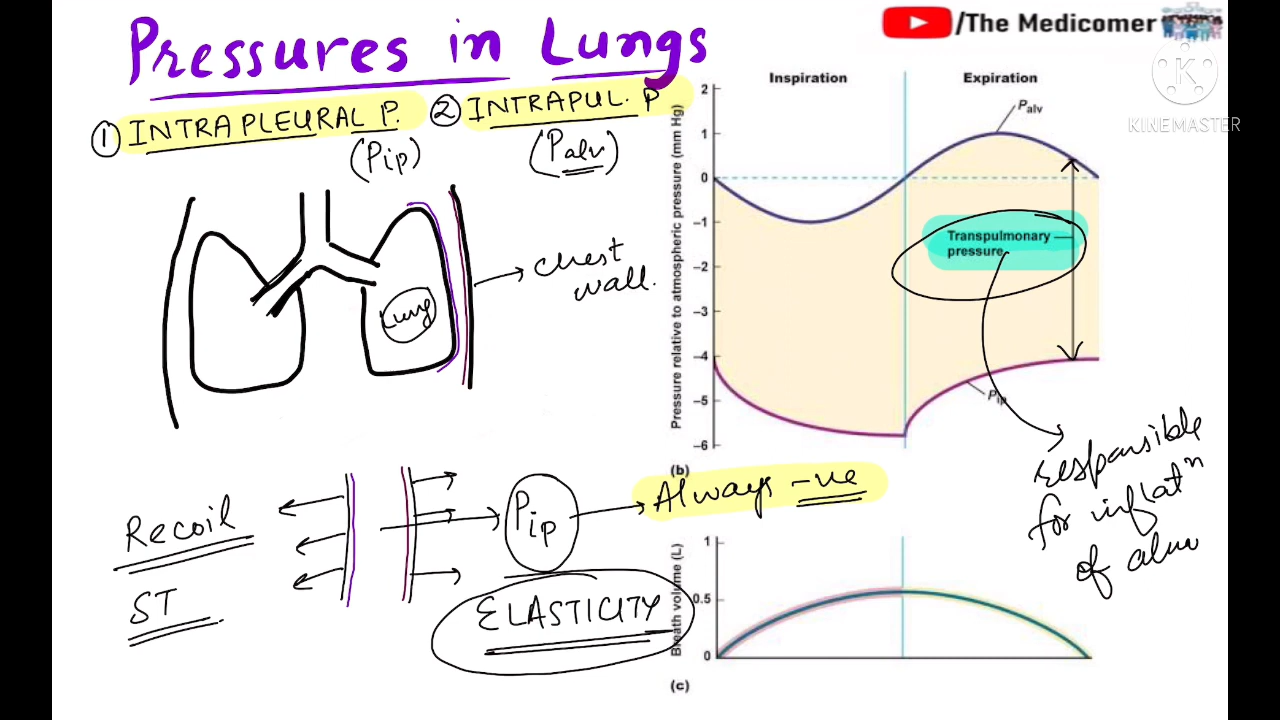 Pressures in Lungs
/The Medicomer
KINEMASTER
① INTRAPLEURAL P. ② INTRAPUL. P
(Pip) (Palv)
Lung
Chest
wall.
Recoil
ST
Pip
Always -ve
ELASTICITY
Inspiration Expiration
Pressure relative to atmospheric pressure (mm Hg)
2
1
0
–1
–2
–3
–4
–5
–6
Palv
Transpulmonary
pressure
Pip
responsible
for inflatn
of alve
(b)
Breath volume (L)
1
0.5
0
(c)